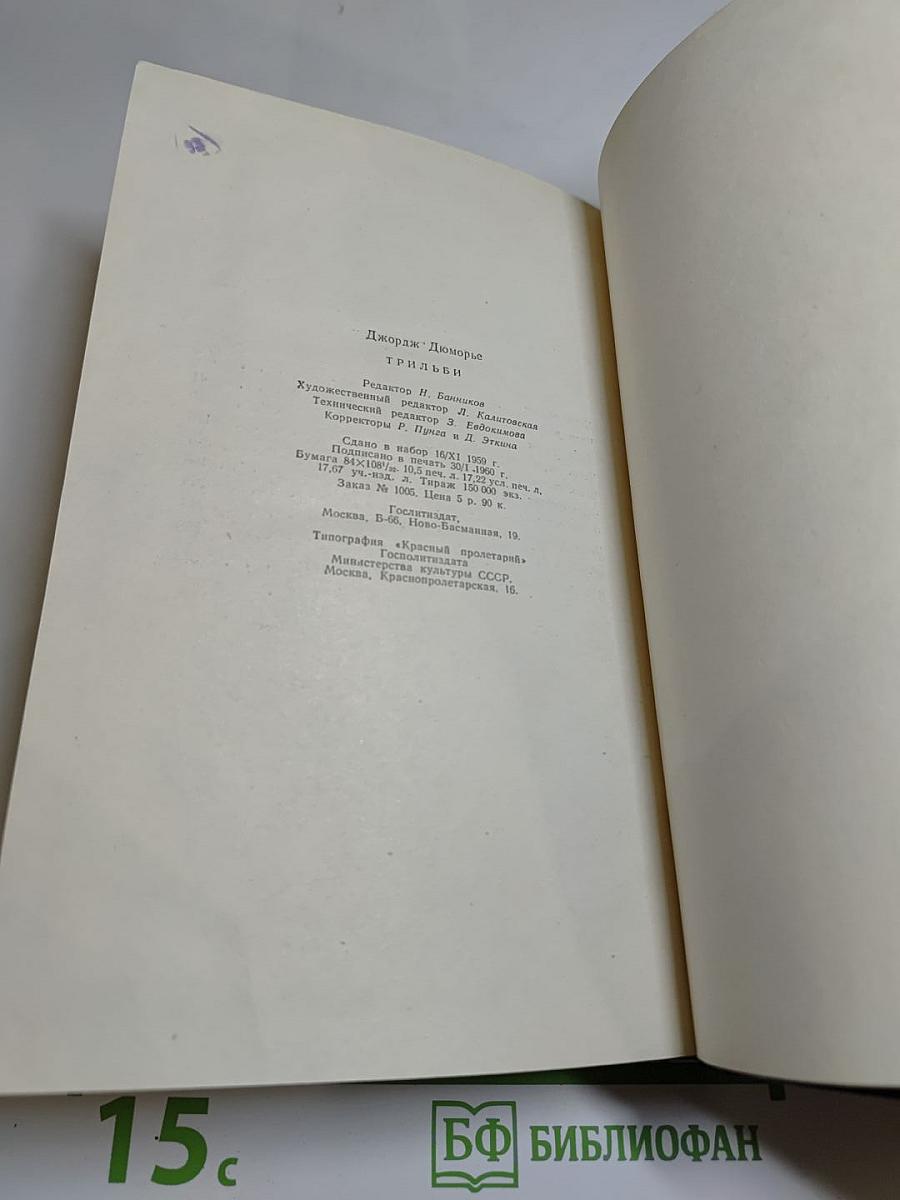 Джордж Дюморье
ТРИЛЬБИ
Редактор Н. Банников
Художественный редактор Л. Калитовская
Технический редактор З. Евдокимова
Корректоры Р. Пунга и Д. Эткина
Сдано в набор 16/XI 1959 г.
Подписано в печать 30/I 1960 г.
Бумага 84×108¹/₃₂. 10,5 печ. л. 17,22 усл. печ. л.
17,67 уч.-изд. л. Тираж 150 000 экз.
Заказ № 1005. Цена 5 р. 90 к.
Гослитиздат,
Москва, Б-66, Ново-Басманная, 19.
Типография «Красный пролетарий»
Госполитиздата
Министерства культуры СССР.
Москва, Краснопролетарская, 16.
15 с
БФ БИБЛИОФАН